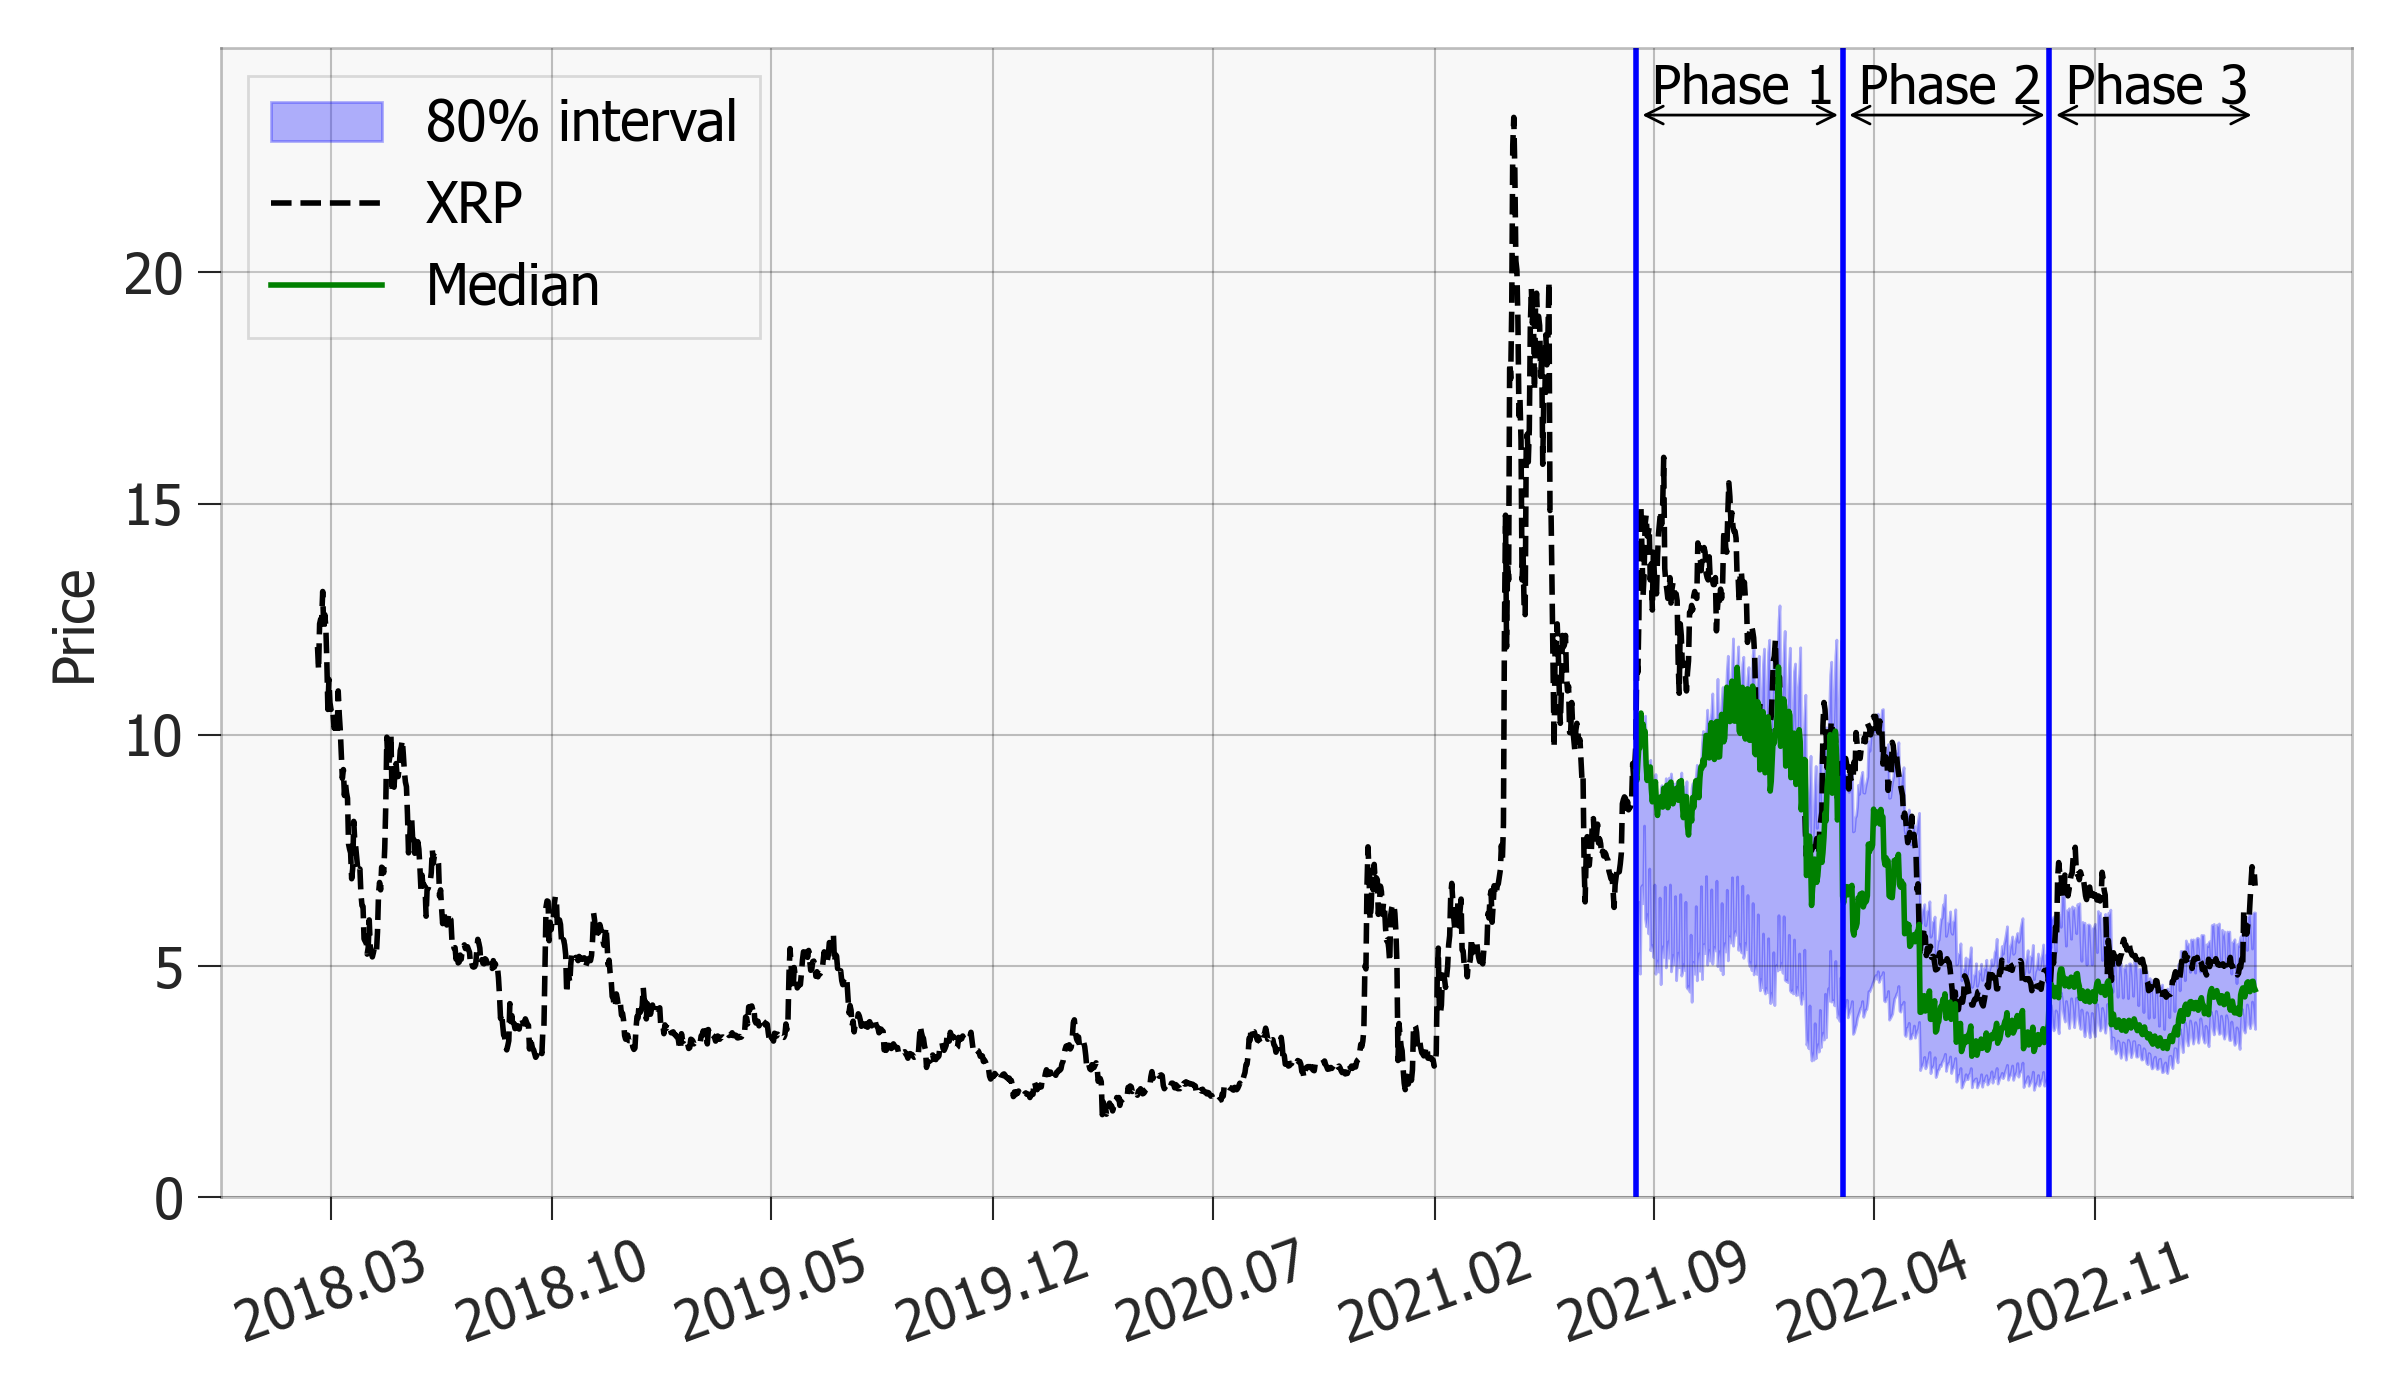 80% interval
XRP
Median
Phase 1
Phase 2
Phase 3
Price
20
15
10
5
0
2018.03
2018.10
2019.05
2019.12
2020.07
2021.02
2021.09
2022.04
2022.11